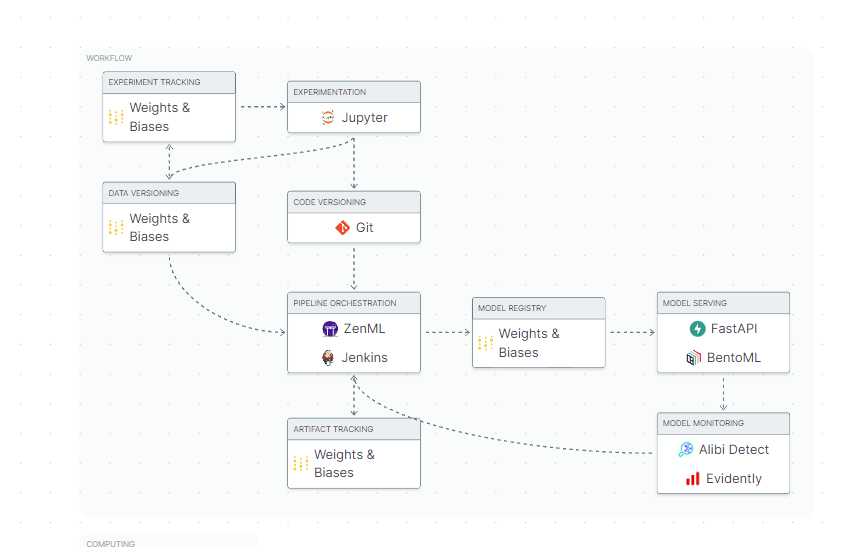 WORKFLOW
EXPERIMENT TRACKING
Weights &
Biases
EXPERIMENTATION
Jupyter
DATA VERSIONING
Weights &
Biases
CODE VERSIONING
Git
PIPELINE ORCHESTRATION
ZenML
Jenkins
MODEL REGISTRY
Weights &
Biases
MODEL SERVING
FastAPI
BentoML
ARTIFACT TRACKING
Weights &
Biases
MODEL MONITORING
Alibi Detect
Evidently
COMPUTING